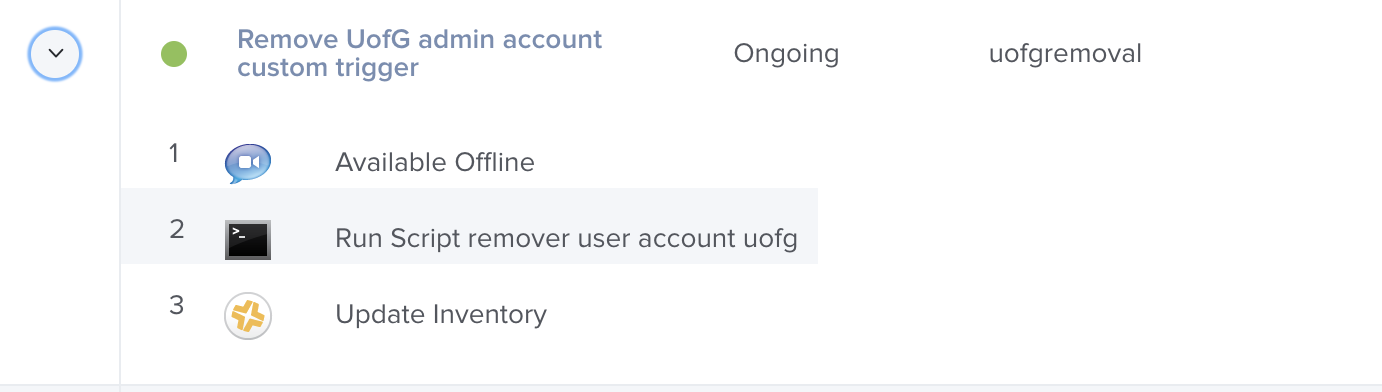 Remove UofG admin account
custom trigger
Ongoing
uofgremoval
1
Available Offline
2
>_
Run Script remover user account uofg
3
Update Inventory